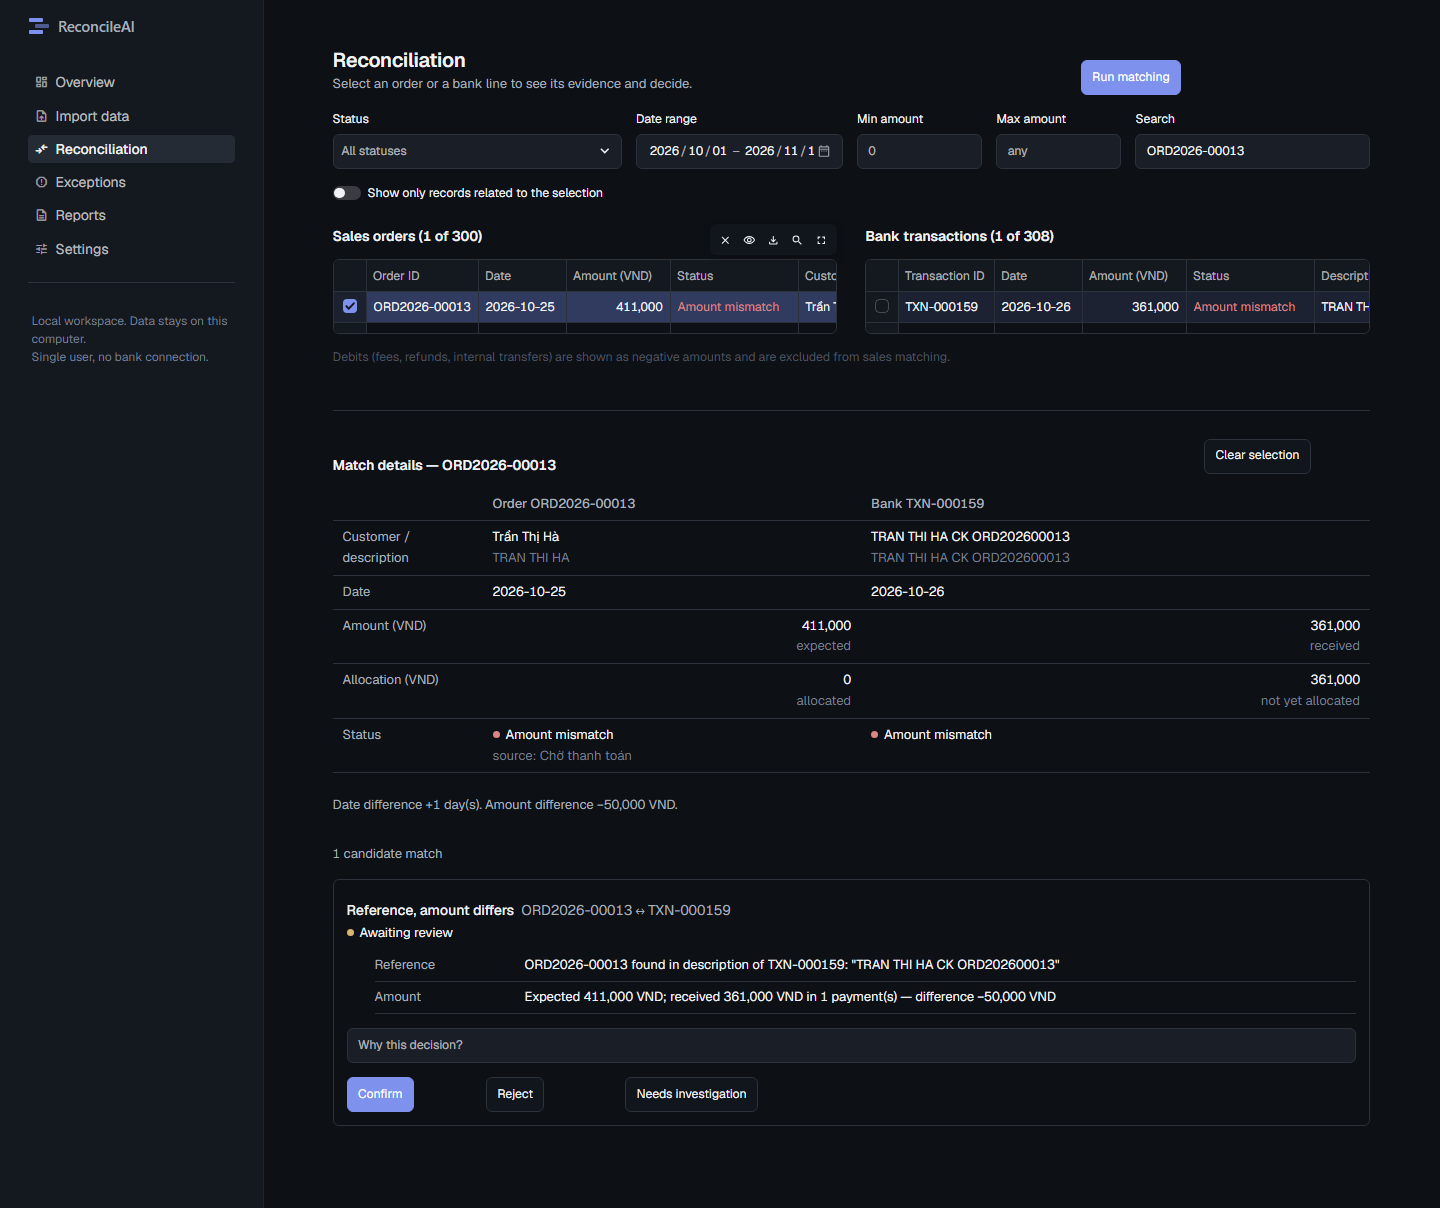 ReconcileAI
Overview
Import data
Reconciliation
Exceptions
Reports
Settings
Local workspace. Data stays on this
computer.
Single user, no bank connection.
Reconciliation
Select an order or a bank line to see its evidence and decide.
Run matching
Status
Date range
Min amount
Max amount
Search
All statuses
2026/10/01 – 2026/11/1
0
any
ORD2026-00013
Show only records related to the selection
Sales orders (1 of 300)
Order ID Date Amount (VND) Status Custo
ORD2026-00013 2026-10-25 411,000 Amount mismatch Trần T
Bank transactions (1 of 308)
Transaction ID Date Amount (VND) Status Descript
TXN-000159 2026-10-26 361,000 Amount mismatch TRAN TH
Debits (fees, refunds, internal transfers) are shown as negative amounts and are excluded from sales matching.
Match details — ORD2026-00013
Clear selection
Order ORD2026-00013 Bank TXN-000159
Customer / description
Trần Thị Hà
TRAN THI HA
TRAN THI HA CK ORD202600013
TRAN THI HA CK ORD202600013
Date 2026-10-25 2026-10-26
Amount (VND) 411,000 361,000
expected received
Allocation (VND) 0 361,000
allocated not yet allocated
Status Amount mismatch Amount mismatch
source: Chờ thanh toán
Date difference +1 day(s). Amount difference −50,000 VND.
1 candidate match
Reference, amount differs ORD2026-00013 ↔ TXN-000159
Awaiting review
Reference ORD2026-00013 found in description of TXN-000159: "TRAN THI HA CK ORD202600013"
Amount Expected 411,000 VND; received 361,000 VND in 1 payment(s) — difference −50,000 VND
Why this decision?
Confirm
Reject
Needs investigation